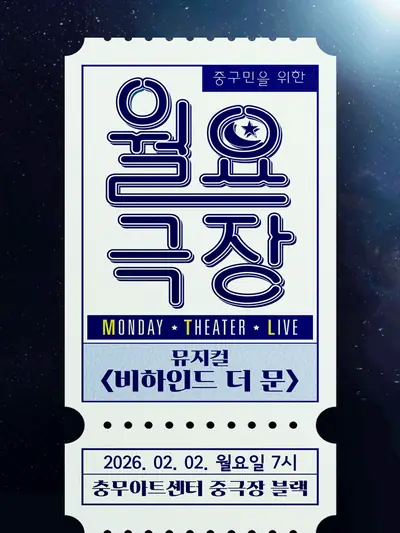 중구민을 위한
월요
극장
MONDAY ★ THEATER ★ LIVE
뮤지컬
<비하인드 더 문>
2026. 02. 02. 월요일 7시
충무아트센터 중극장 블랙